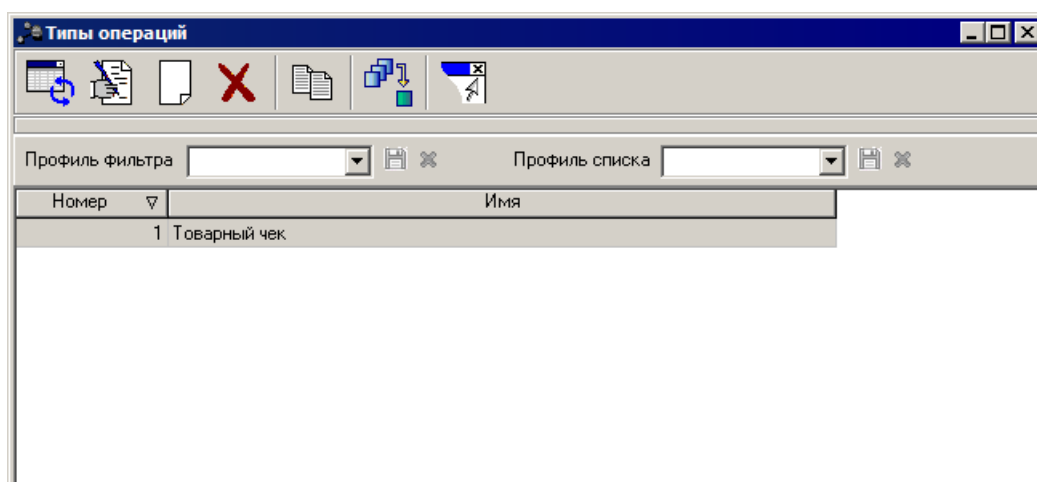 Типы операций
Профиль фильтра Профиль списка
Номер Имя
1 Товарный чек